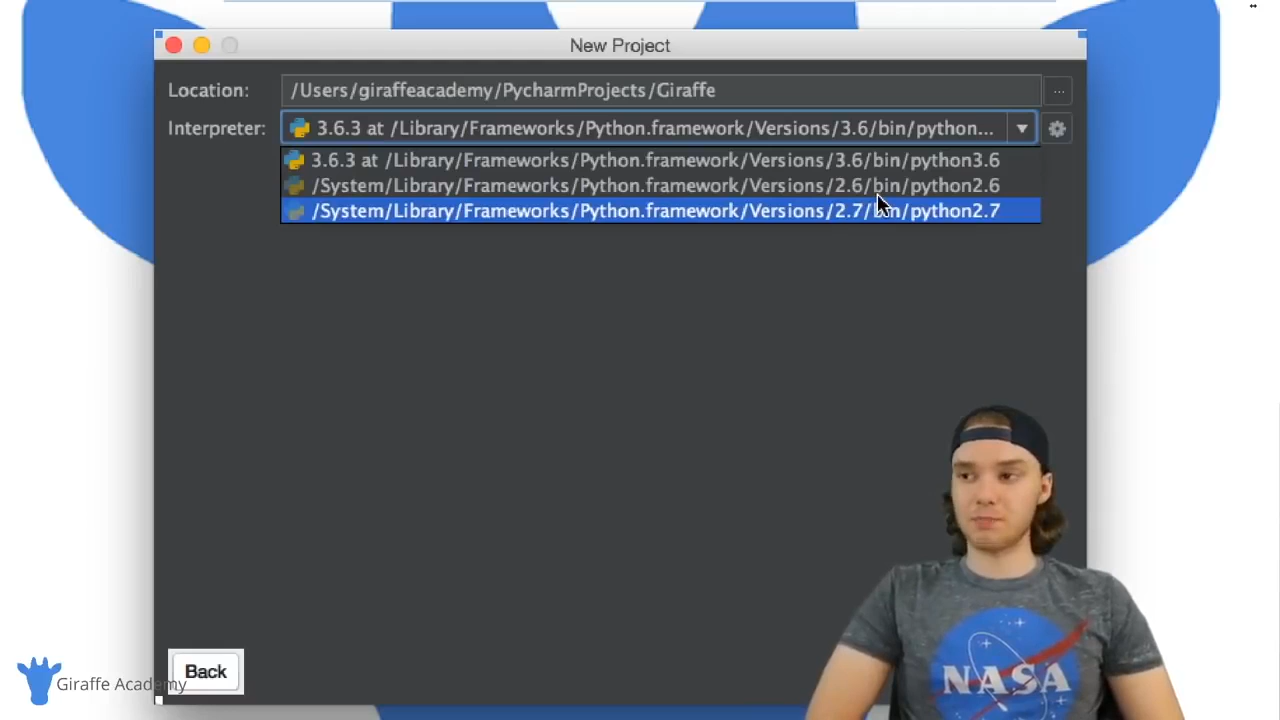 New Project
Location: /Users/giraffeacademy/PycharmProjects/Giraffe ...
Interpreter: 3.6.3 at /Library/Frameworks/Python.framework/Versions/3.6/bin/python...
3.6.3 at /Library/Frameworks/Python.framework/Versions/3.6/bin/python3.6
/System/Library/Frameworks/Python.framework/Versions/2.6/bin/python2.6
/System/Library/Frameworks/Python.framework/Versions/2.7/bin/python2.7
NASA
Back
Giraffe Academy